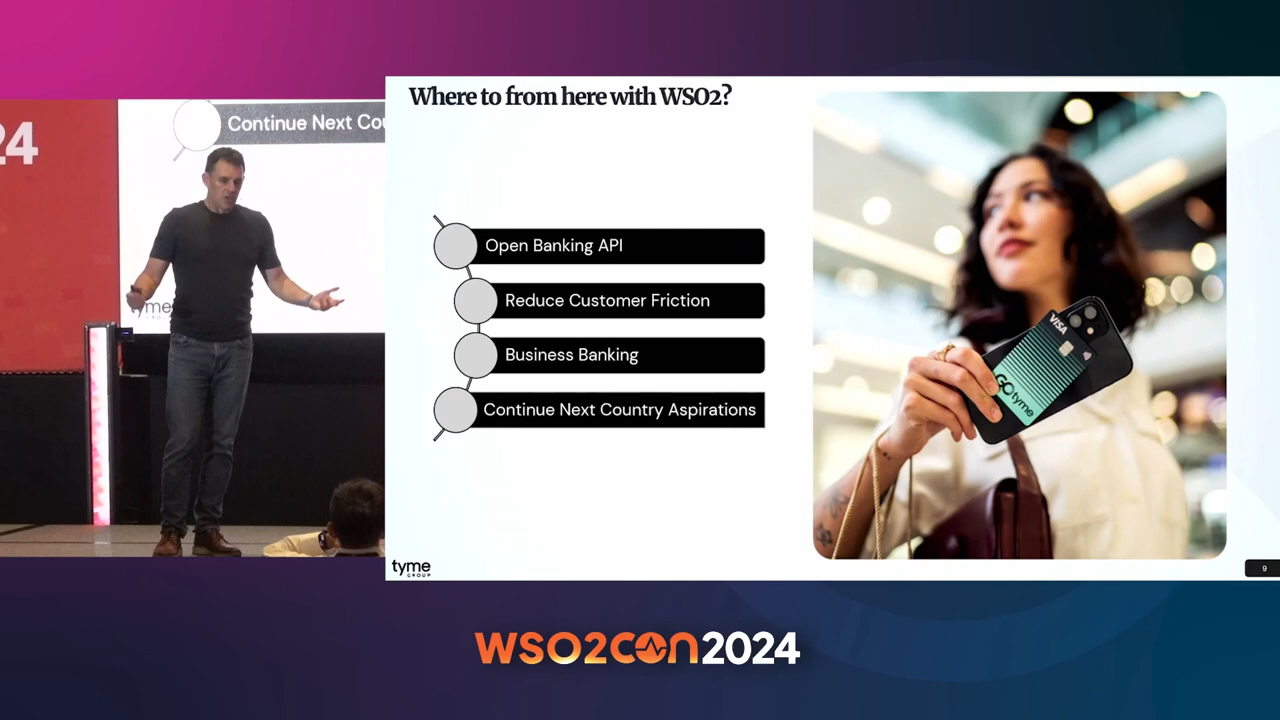 24
Continue Next Cou
yme
Where to from here with WSO2?
Open Banking API
Reduce Customer Friction
Business Banking
Continue Next Country Aspirations
VISA
GOtyme
tyme
GROUP
9
WSO2CON2024